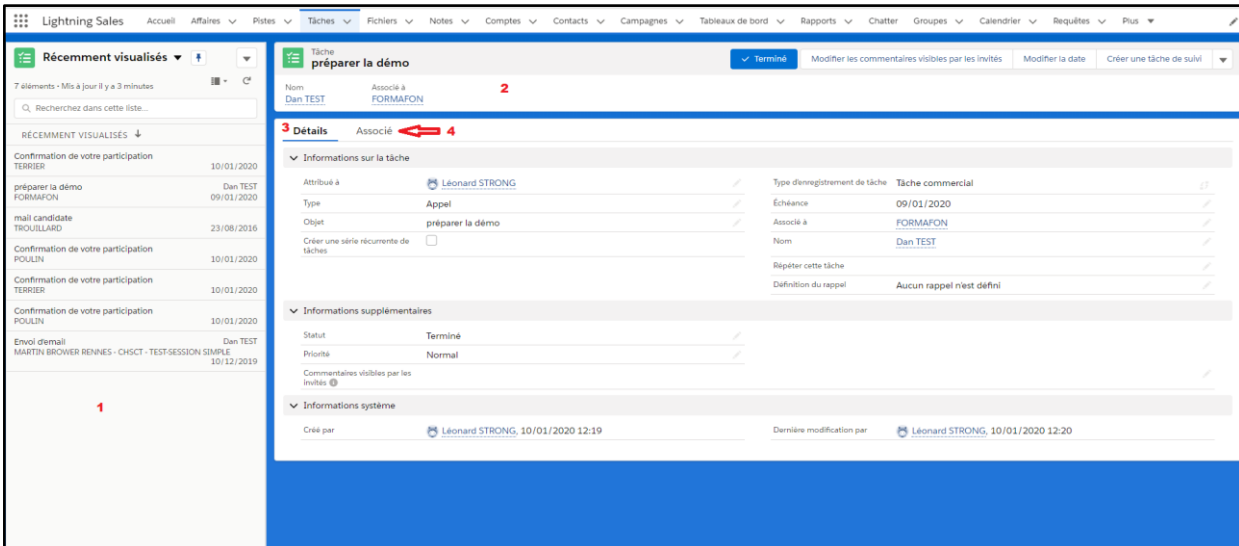 Lightning Sales Accueil Affaires Pistes Tâches Fichiers Notes Comptes Contacts Campagnes Tableaux de bord Rapports Chatter Groupes Calendrier Requêtes Plus
Récemment visualisés
7 éléments • Mis à jour il y a 3 minutes
Recherchez dans cette liste...
RÉCEMMENT VISUALISÉS
Confirmation de votre participation
TERRIER 10/01/2020
préparer la démo Dan TEST
FORMAFON 09/01/2020
mail candidate
TROUILLARD 23/08/2016
Confirmation de votre participation
POULIN 10/01/2020
Confirmation de votre participation
TERRIER 10/01/2020
Confirmation de votre participation
POULIN 10/01/2020
Envoi d'email Dan TEST
MARTIN BROWER RENNES - CHSCT - TEST-SESSION SIMPLE
10/12/2019
1
Tâche
préparer la démo
Terminé Modifier les commentaires visibles par les invités Modifier la date Créer une tâche de suivi
Nom Associé à
Dan TEST FORMAFON
2
3 Détails Associé 4
Informations sur la tâche
Attribué à Léonard STRONG Type d'enregistrement de tâche Tâche commercial
Type Appel Échéance 09/01/2020
Objet préparer la démo Associé à FORMAFON
Créer une série récurrente de tâches Nom Dan TEST
Répéter cette tâche
Définition du rappel Aucun rappel n'est défini
Informations supplémentaires
Statut Terminé
Priorité Normal
Commentaires visibles par les invités
Informations système
Créé par Léonard STRONG, 10/01/2020 12:19 Dernière modification par Léonard STRONG, 10/01/2020 12:20